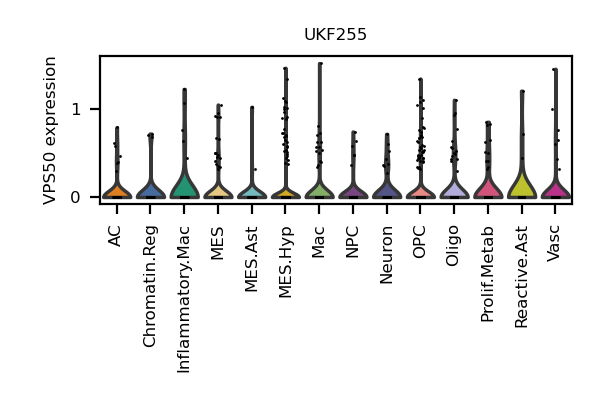 UKF255
VPS50 expression
1
0
AC
Chromatin.Reg
Inflammatory.Mac
MES
MES.Ast
MES.Hyp
Mac
NPC
Neuron
OPC
Oligo
Prolif.Metab
Reactive.Ast
Vasc